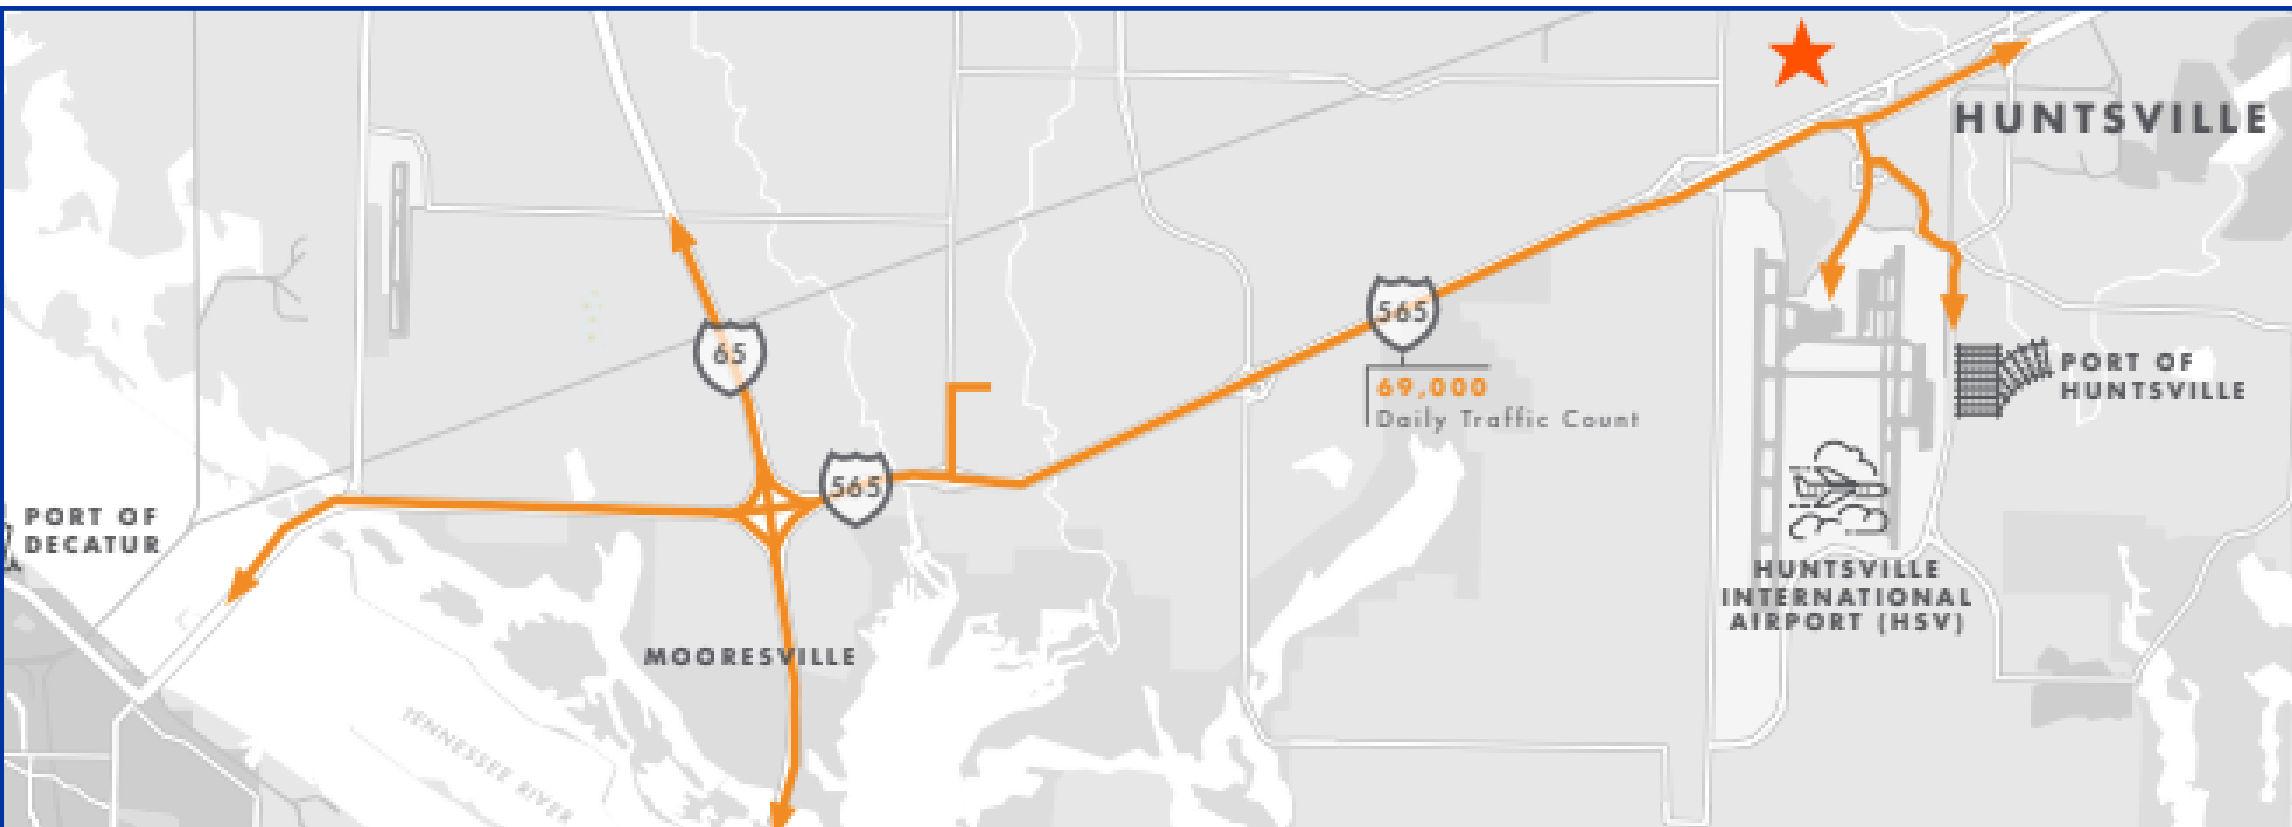 HUNTSVILLE
565
65
69,000
Daily Traffic Count
PORT OF
HUNTSVILLE
565
PORT OF
DECATUR
HUNTSVILLE
INTERNATIONAL
AIRPORT (HSV)
MOORESVILLE
TENNESSEE RIVER